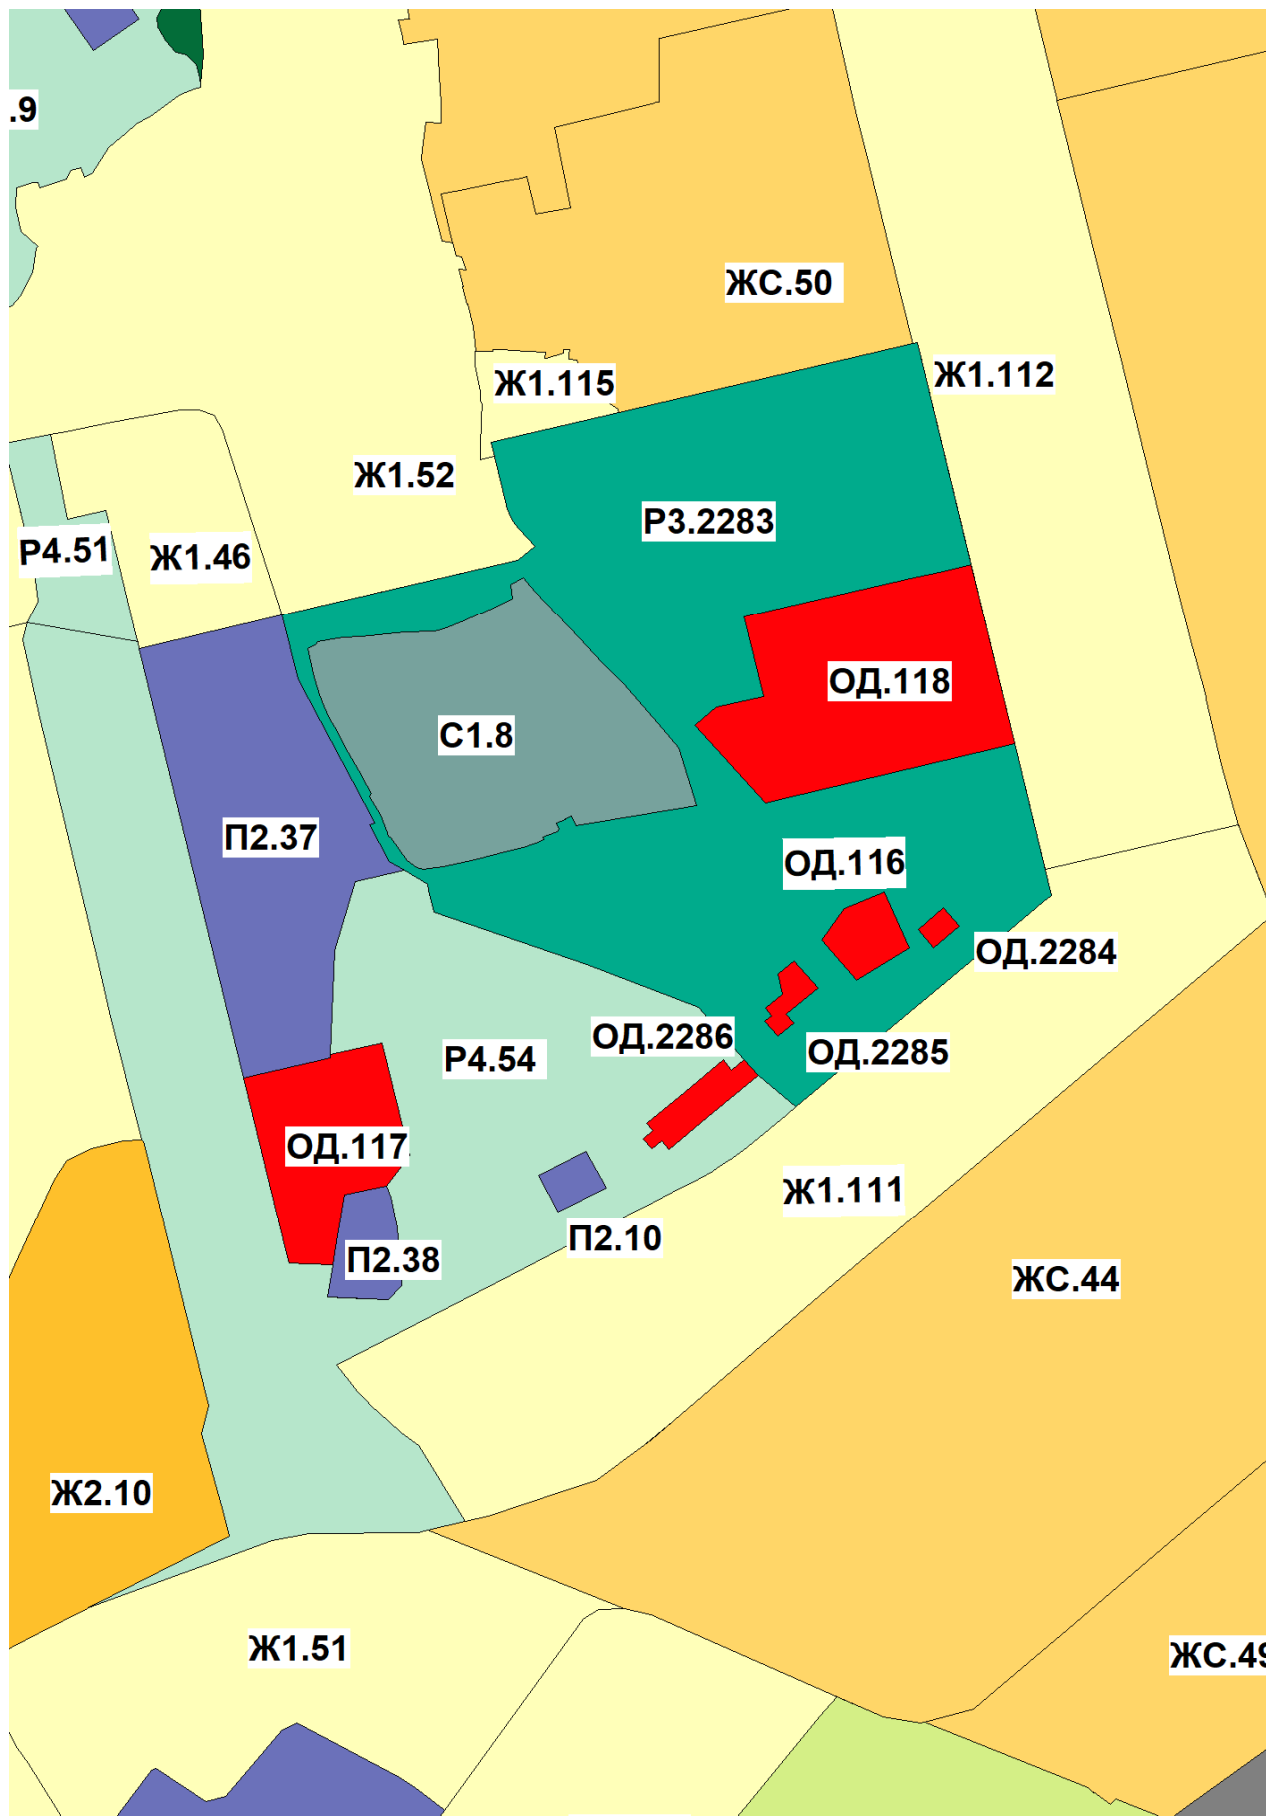 .9
ЖС.50
Ж1.115
Ж1.112
Ж1.52
Р3.2283
Р4.51
Ж1.46
ОД.118
С1.8
П2.37
ОД.116
ОД.2284
ОД.2286
ОД.2285
Р4.54
ОД.117
Ж1.111
П2.10
П2.38
ЖС.44
Ж2.10
Ж1.51
ЖС.49